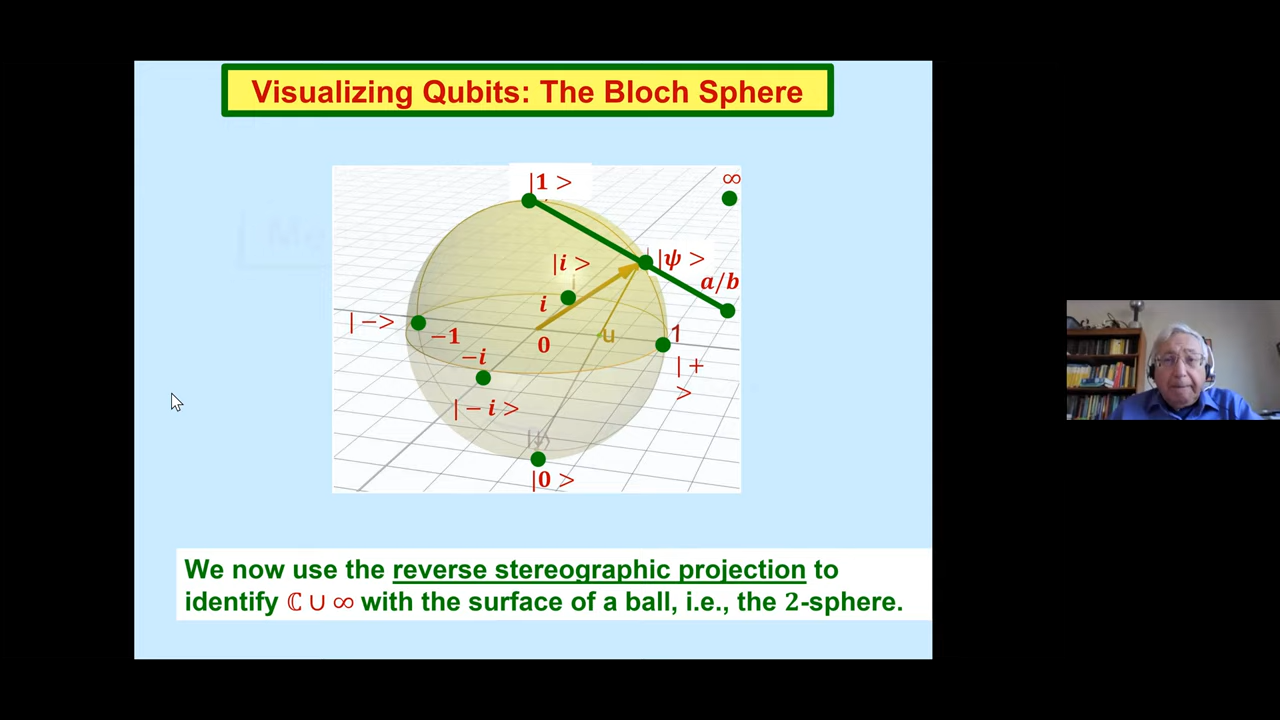 Visualizing Qubits: The Bloch Sphere
|1 >
∞
|i >
|ψ >
a/b
i
| −>
−1
0
u
1
−i
| +
>
| − i >
|0 >
We now use the reverse stereographic projection to
identify ℂ ∪ ∞ with the surface of a ball, i.e., the 2-sphere.